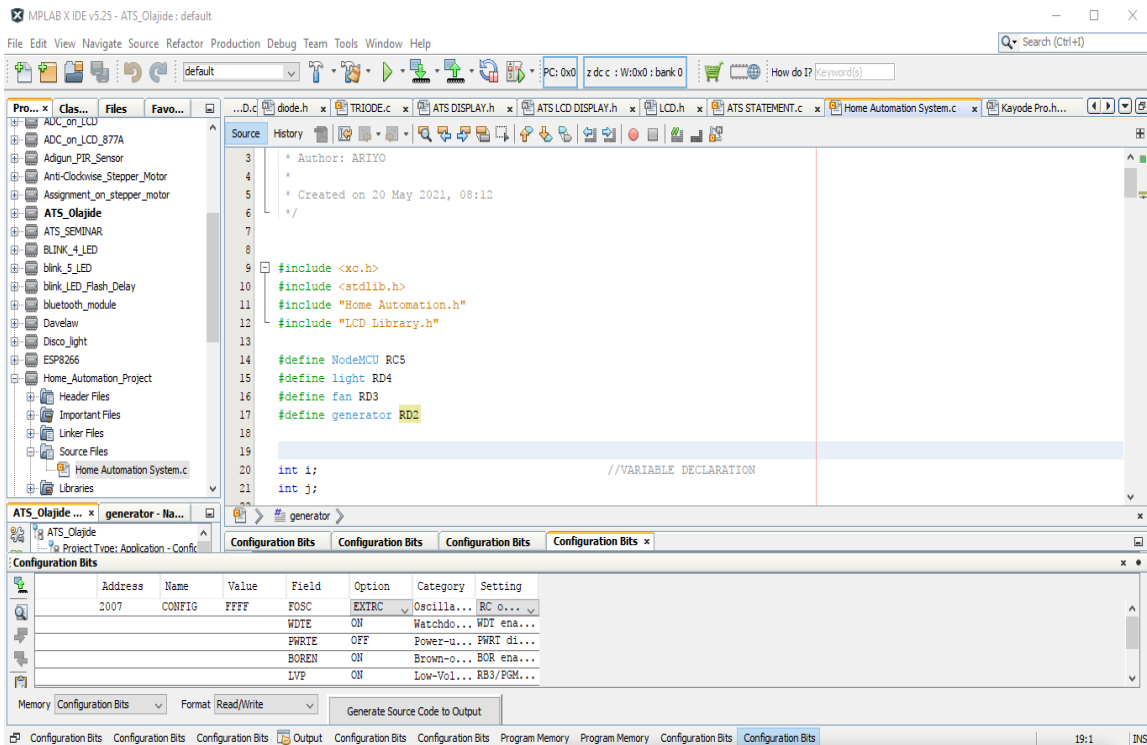 MPLAB X IDE v5.25 - ATS_Olajide : default
File Edit View Navigate Source Refactor Production Debug Team Tools Window Help
Search (Ctrl+I)
default
PC: 0x0
z dc c : W:0x0 : bank 0
How do I? Keyword(s)
Pro... x Clas... Files Favo...
...D.c diode.h x TRIODE.c x ATS DISPLAY.h x ATS LCD DISPLAY.h x LCD.h x ATS STATEMENT.c x Home Automation System.c x Kayode Pro.h...
ADC_on_LCD
ADC_on_LCD_877A
Adigun_PIR_Sensor
Anti-Clockwise_Stepper_Motor
Assignment_on_stepper_motor
ATS_Olajide
ATS_SEMINAR
BLINK_4_LED
blink_5_LED
blink_LED_Flash_Delay
bluetooth_module
Davelaw
Disco_light
ESP8266
Home_Automation_Project
Header Files
Important Files
Linker Files
Source Files
Home Automation System.c
Libraries
Source History
3 * Author: ARIYO
4 *
5 * Created on 20 May 2021, 08:12
6 */
7
8
9 #include <xc.h>
10 #include <stdlib.h>
11 #include "Home Automation.h"
12 #include "LCD Library.h"
13
14 #define NodeMCU RC5
15 #define light RD4
16 #define fan RD3
17 #define generator RD2
18
19
20 int i; //VARIABLE DECLARATION
21 int j;
generator
ATS_Olajide ... x generator - Na...
ATS_Olajide
Project Type: Application - Config
Configuration Bits Configuration Bits Configuration Bits Configuration Bits x
Configuration Bits
Address Name Value Field Option Category Setting
2007 CONFIG FFFF FOSC EXTRC Oscilla... RC o...
WDTE ON Watchdo... WDT ena...
PWRTE OFF Power-u... PWRT di...
BOREN ON Brown-o... BOR ena...
LVP ON Low-Vol... RB3/PGM...
Memory Configuration Bits Format Read/Write Generate Source Code to Output
Configuration Bits Configuration Bits Configuration Bits Output Configuration Bits Configuration Bits Program Memory Program Memory Configuration Bits Configuration Bits
19:1 INS